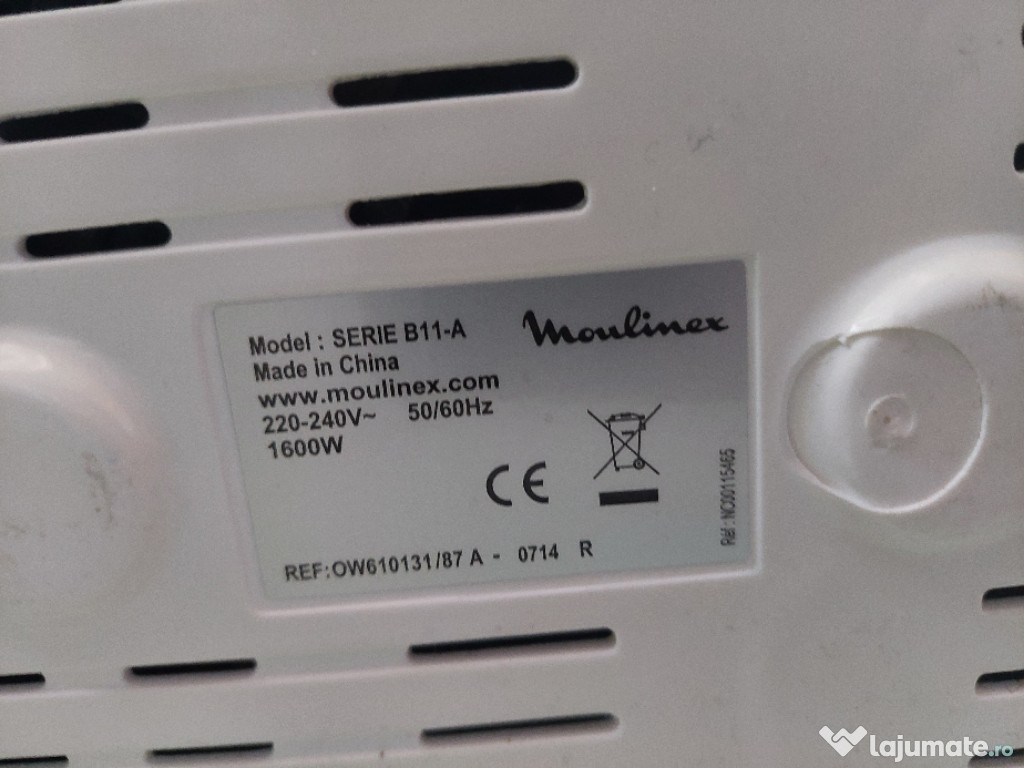 Model : SERIE B11-A
Moulinex
Made in China
www.moulinex.com
220-240V~ 50/60Hz
1600W
CE
REF:OW610131/87 A - 0714 R
Réf : NC00115465
lajumate.ro